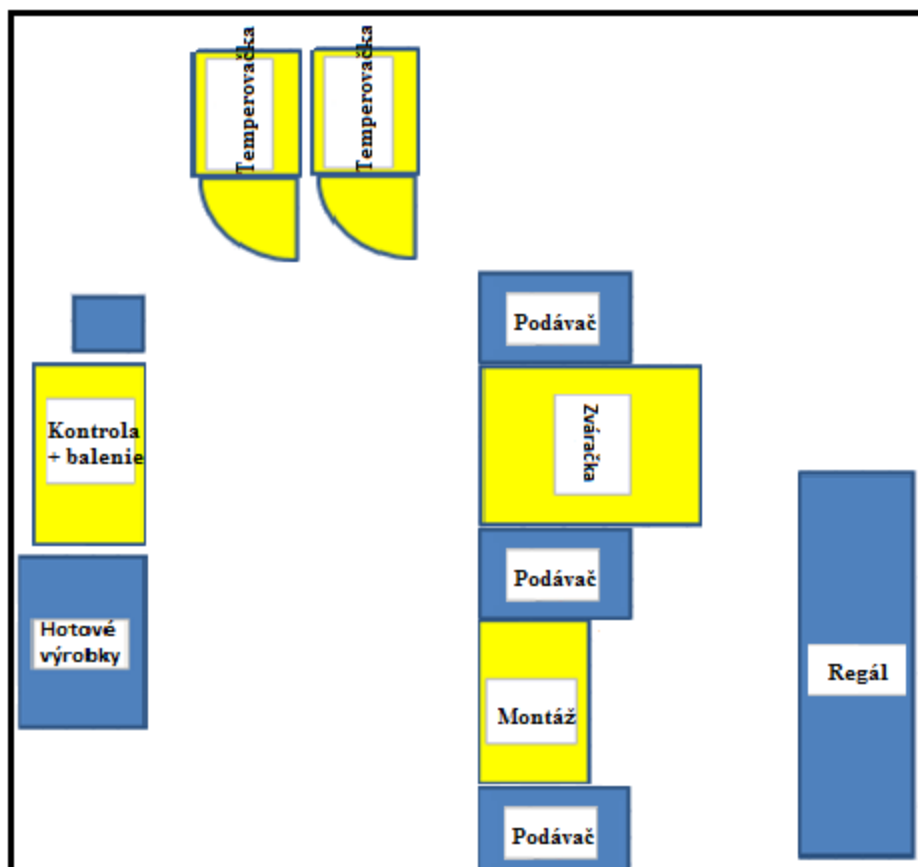 Temperovačka
Temperovačka
Podávač
Zváračka
Kontrola
+ balenie
Podávač
Hotové
výrobky
Regál
Montáž
Podávač